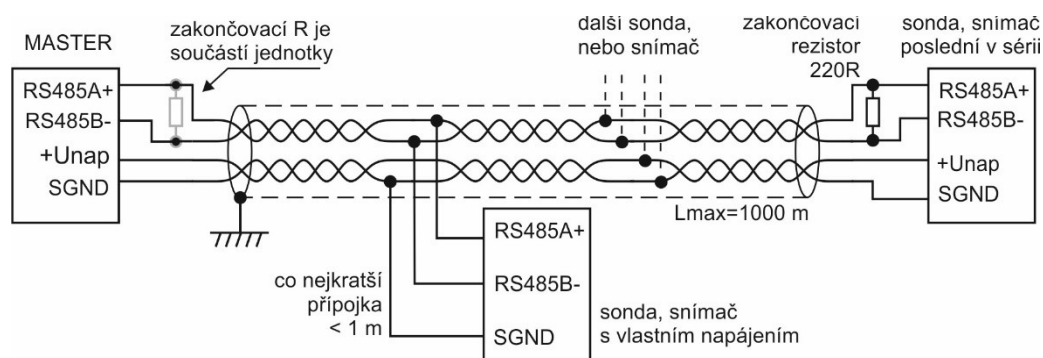 MASTER
RS485A+
RS485B-
+Unap
SGND
zakončovací R je
součástí jednotky
další sonda,
nebo snímač
zakončovací
rezistor
220R
sonda, snímač
poslední v sérii
RS485A+
RS485B-
+Unap
SGND
Lmax=1000 m
co nejkratší
přípojka
< 1 m
RS485A+
RS485B-
SGND
sonda, snímač
s vlastním napájením